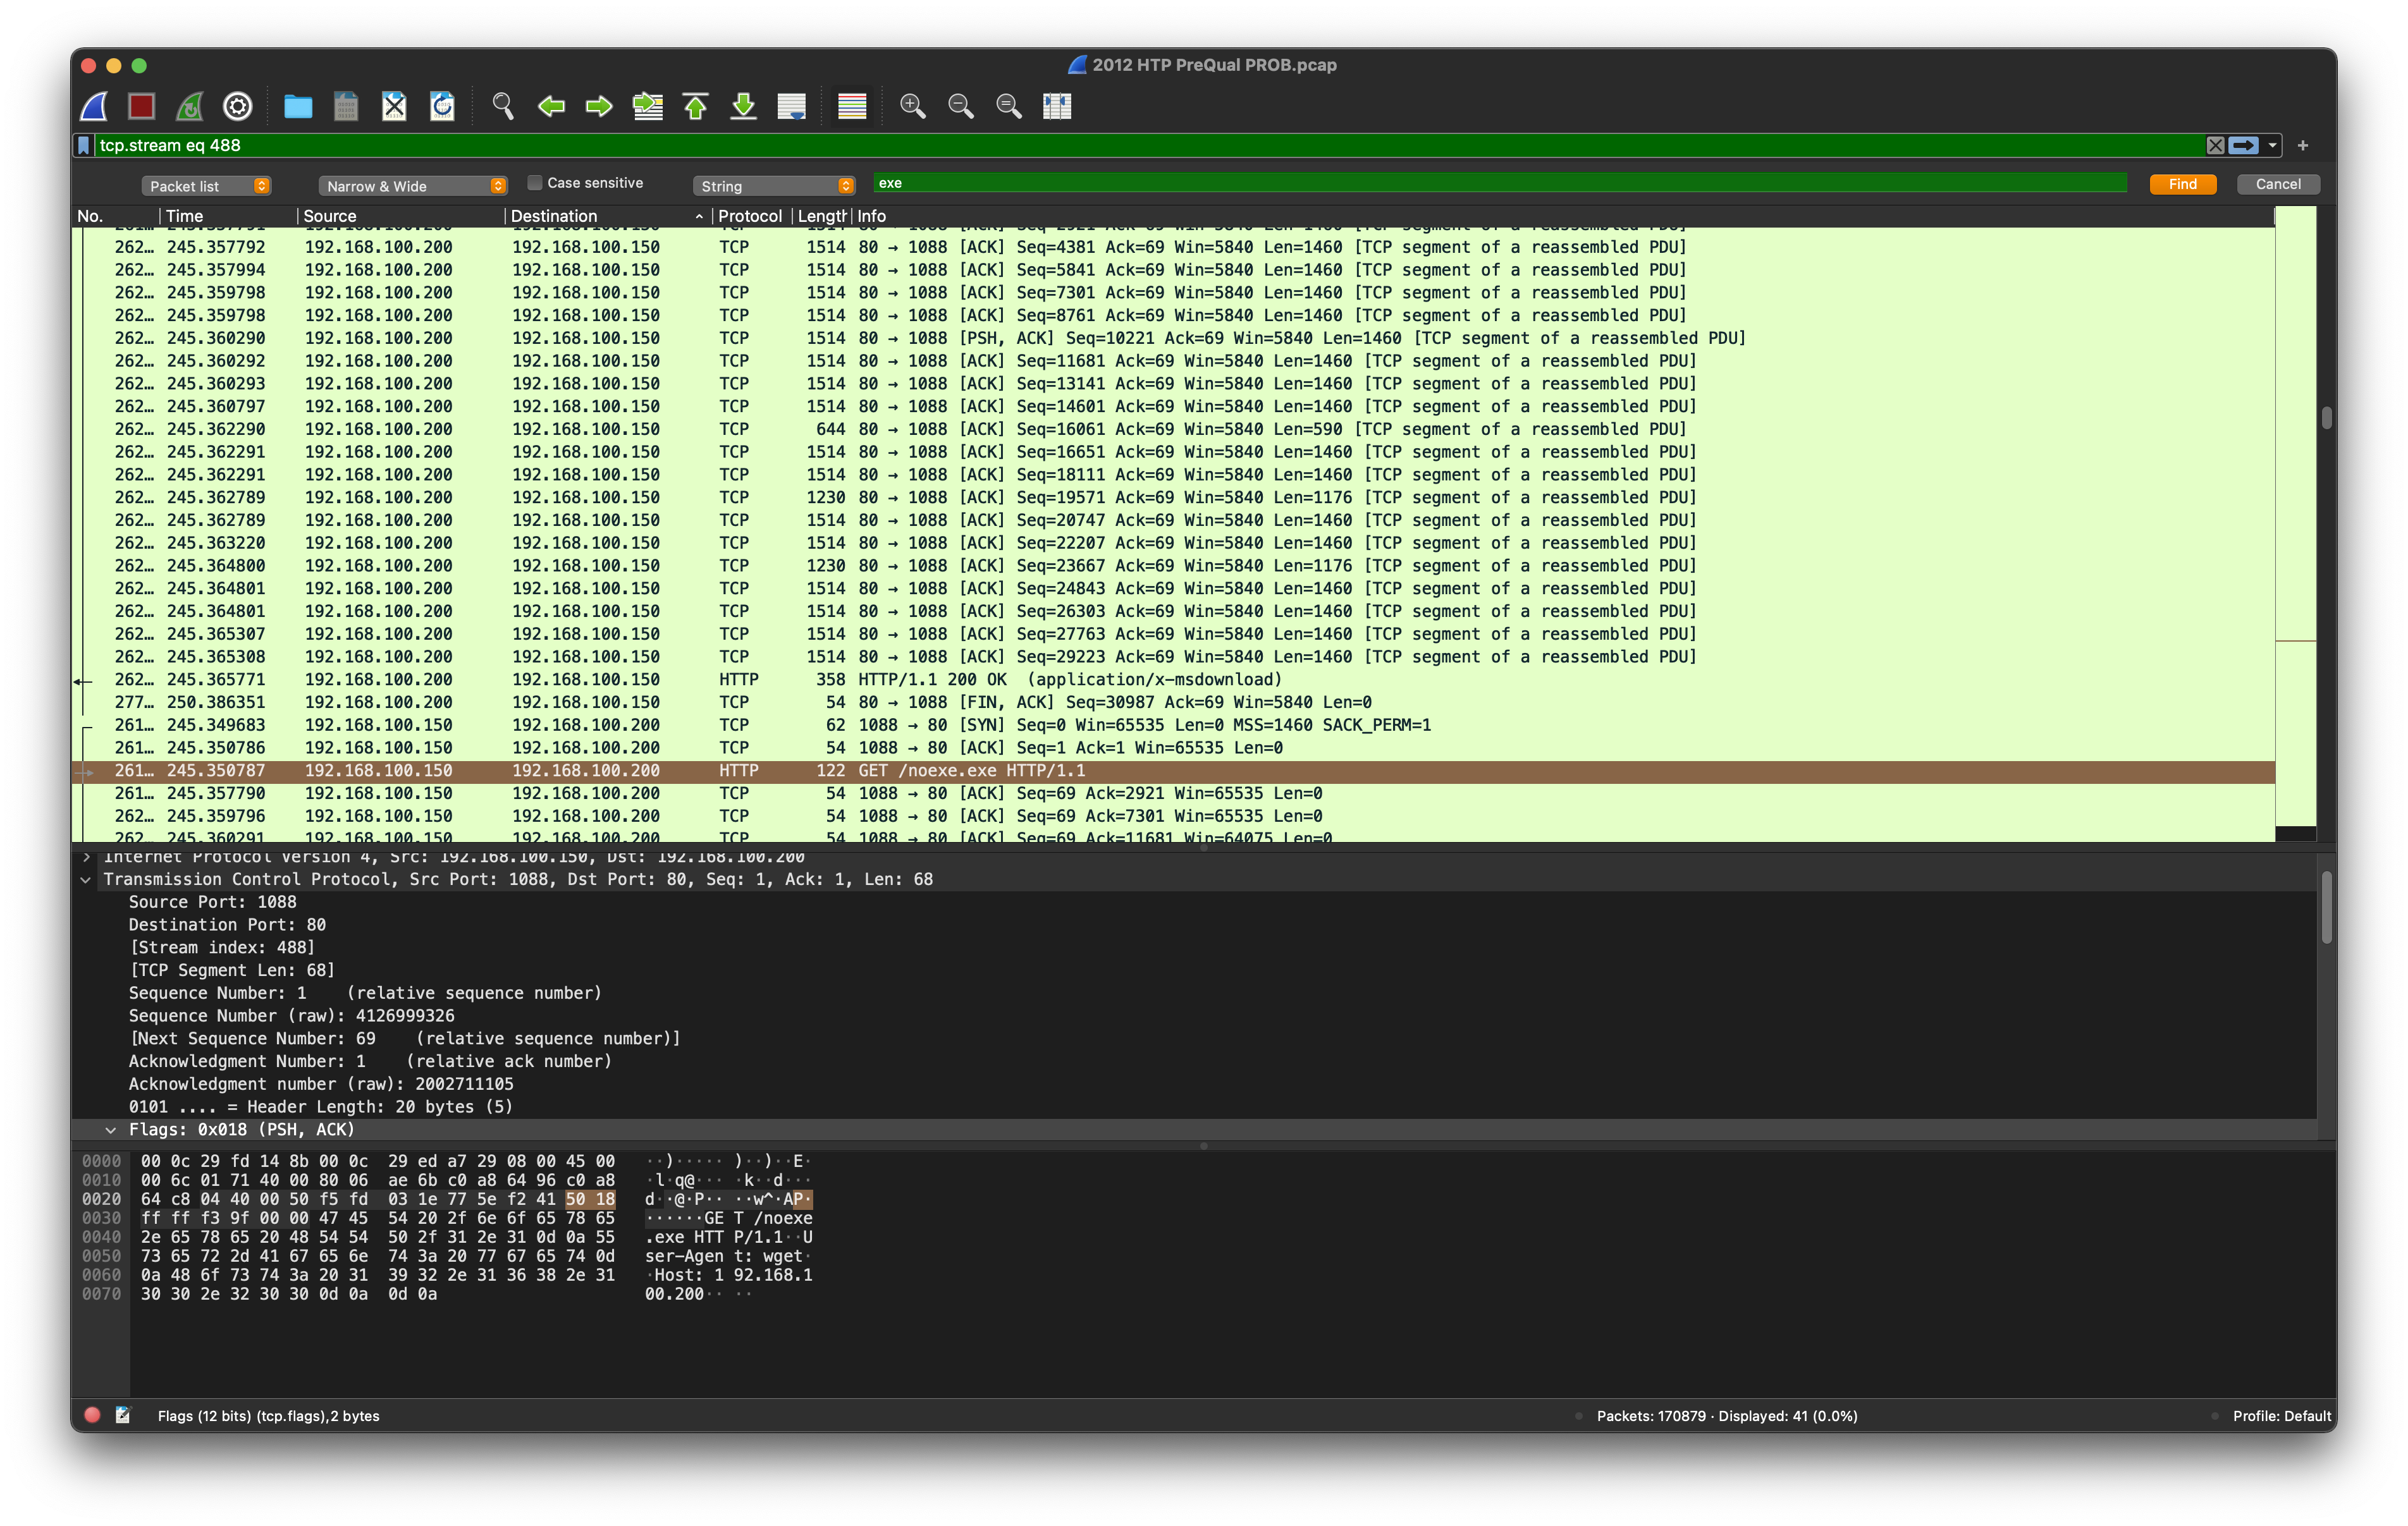 2012 HTP PreQual PROB.pcap
tcp.stream eq 488
Packet list Narrow & Wide Case sensitive String exe Find Cancel
No. Time Source Destination Protocol Length Info
262… 245.357792 192.168.100.200 192.168.100.150 TCP 1514 80 → 1088 [ACK] Seq=4381 Ack=69 Win=5840 Len=1460 [TCP segment of a reassembled PDU]
262… 245.357994 192.168.100.200 192.168.100.150 TCP 1514 80 → 1088 [ACK] Seq=5841 Ack=69 Win=5840 Len=1460 [TCP segment of a reassembled PDU]
262… 245.359798 192.168.100.200 192.168.100.150 TCP 1514 80 → 1088 [ACK] Seq=7301 Ack=69 Win=5840 Len=1460 [TCP segment of a reassembled PDU]
262… 245.359798 192.168.100.200 192.168.100.150 TCP 1514 80 → 1088 [ACK] Seq=8761 Ack=69 Win=5840 Len=1460 [TCP segment of a reassembled PDU]
262… 245.360290 192.168.100.200 192.168.100.150 TCP 1514 80 → 1088 [PSH, ACK] Seq=10221 Ack=69 Win=5840 Len=1460 [TCP segment of a reassembled PDU]
262… 245.360292 192.168.100.200 192.168.100.150 TCP 1514 80 → 1088 [ACK] Seq=11681 Ack=69 Win=5840 Len=1460 [TCP segment of a reassembled PDU]
262… 245.360293 192.168.100.200 192.168.100.150 TCP 1514 80 → 1088 [ACK] Seq=13141 Ack=69 Win=5840 Len=1460 [TCP segment of a reassembled PDU]
262… 245.360797 192.168.100.200 192.168.100.150 TCP 1514 80 → 1088 [ACK] Seq=14601 Ack=69 Win=5840 Len=1460 [TCP segment of a reassembled PDU]
262… 245.362290 192.168.100.200 192.168.100.150 TCP 644 80 → 1088 [ACK] Seq=16061 Ack=69 Win=5840 Len=590 [TCP segment of a reassembled PDU]
262… 245.362291 192.168.100.200 192.168.100.150 TCP 1514 80 → 1088 [ACK] Seq=16651 Ack=69 Win=5840 Len=1460 [TCP segment of a reassembled PDU]
262… 245.362291 192.168.100.200 192.168.100.150 TCP 1514 80 → 1088 [ACK] Seq=18111 Ack=69 Win=5840 Len=1460 [TCP segment of a reassembled PDU]
262… 245.362789 192.168.100.200 192.168.100.150 TCP 1230 80 → 1088 [ACK] Seq=19571 Ack=69 Win=5840 Len=1176 [TCP segment of a reassembled PDU]
262… 245.362789 192.168.100.200 192.168.100.150 TCP 1514 80 → 1088 [ACK] Seq=20747 Ack=69 Win=5840 Len=1460 [TCP segment of a reassembled PDU]
262… 245.363220 192.168.100.200 192.168.100.150 TCP 1514 80 → 1088 [ACK] Seq=22207 Ack=69 Win=5840 Len=1460 [TCP segment of a reassembled PDU]
262… 245.364800 192.168.100.200 192.168.100.150 TCP 1230 80 → 1088 [ACK] Seq=23667 Ack=69 Win=5840 Len=1176 [TCP segment of a reassembled PDU]
262… 245.364801 192.168.100.200 192.168.100.150 TCP 1514 80 → 1088 [ACK] Seq=24843 Ack=69 Win=5840 Len=1460 [TCP segment of a reassembled PDU]
262… 245.364801 192.168.100.200 192.168.100.150 TCP 1514 80 → 1088 [ACK] Seq=26303 Ack=69 Win=5840 Len=1460 [TCP segment of a reassembled PDU]
262… 245.365307 192.168.100.200 192.168.100.150 TCP 1514 80 → 1088 [ACK] Seq=27763 Ack=69 Win=5840 Len=1460 [TCP segment of a reassembled PDU]
262… 245.365308 192.168.100.200 192.168.100.150 TCP 1514 80 → 1088 [ACK] Seq=29223 Ack=69 Win=5840 Len=1460 [TCP segment of a reassembled PDU]
262… 245.365771 192.168.100.200 192.168.100.150 HTTP 358 HTTP/1.1 200 OK (application/x-msdownload)
277… 250.386351 192.168.100.200 192.168.100.150 TCP 54 80 → 1088 [FIN, ACK] Seq=30987 Ack=69 Win=5840 Len=0
261… 245.349683 192.168.100.150 192.168.100.200 TCP 62 1088 → 80 [SYN] Seq=0 Win=65535 Len=0 MSS=1460 SACK_PERM=1
261… 245.350786 192.168.100.150 192.168.100.200 TCP 54 1088 → 80 [ACK] Seq=1 Ack=1 Win=65535 Len=0
261… 245.350787 192.168.100.150 192.168.100.200 HTTP 122 GET /noexe.exe HTTP/1.1
261… 245.357790 192.168.100.150 192.168.100.200 TCP 54 1088 → 80 [ACK] Seq=69 Ack=2921 Win=65535 Len=0
262… 245.359796 192.168.100.150 192.168.100.200 TCP 54 1088 → 80 [ACK] Seq=69 Ack=7301 Win=65535 Len=0
262… 245.360291 192.168.100.150 192.168.100.200 TCP 54 1088 → 80 [ACK] Seq=69 Ack=11681 Win=64075 Len=0
Internet Protocol Version 4, Src: 192.168.100.150, Dst: 192.168.100.200
Transmission Control Protocol, Src Port: 1088, Dst Port: 80, Seq: 1, Ack: 1, Len: 68
Source Port: 1088
Destination Port: 80
[Stream index: 488]
[TCP Segment Len: 68]
Sequence Number: 1 (relative sequence number)
Sequence Number (raw): 4126999326
[Next Sequence Number: 69 (relative sequence number)]
Acknowledgment Number: 1 (relative ack number)
Acknowledgment number (raw): 2002711105
0101 .... = Header Length: 20 bytes (5)
Flags: 0x018 (PSH, ACK)
0000 00 0c 29 fd 14 8b 00 0c 29 ed a7 29 08 00 45 00 ··)····· )··)··E·
0010 00 6c 01 71 40 00 80 06 ae 6b c0 a8 64 96 c0 a8 ·l·q@··· ·k··d···
0020 64 c8 04 40 00 50 f5 fd 03 1e 77 5e f2 41 50 18 d··@·P·· ··w^·AP·
0030 ff ff f3 9f 00 00 47 45 54 20 2f 6e 6f 65 78 65 ······GE T /noexe
0040 2e 65 78 65 20 48 54 54 50 2f 31 2e 31 0d 0a 55 .exe HTT P/1.1··U
0050 73 65 72 2d 41 67 65 6e 74 3a 20 77 67 65 74 0d ser-Agen t: wget·
0060 0a 48 6f 73 74 3a 20 31 39 32 2e 31 36 38 2e 31 ·Host: 1 92.168.1
0070 30 30 2e 32 30 30 0d 0a 0d 0a 00.200·· ··
Flags (12 bits) (tcp.flags),2 bytes Packets: 170879 · Displayed: 41 (0.0%) Profile: Default